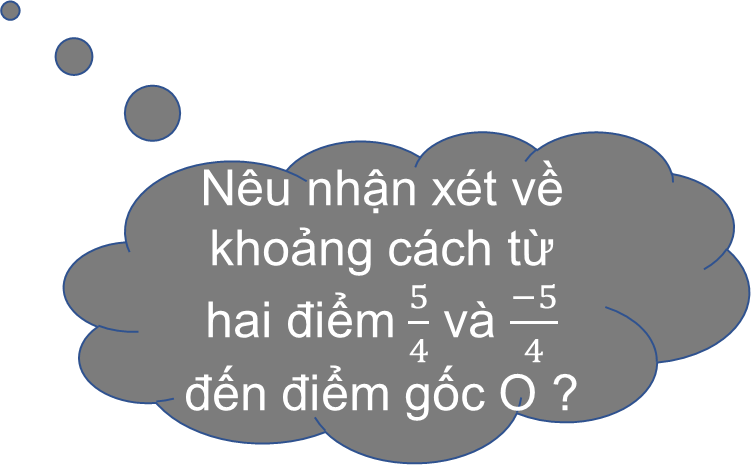 Nêu nhận xét về
khoảng cách từ
hai điểm 5/4 và −5/4
đến điểm gốc O ?